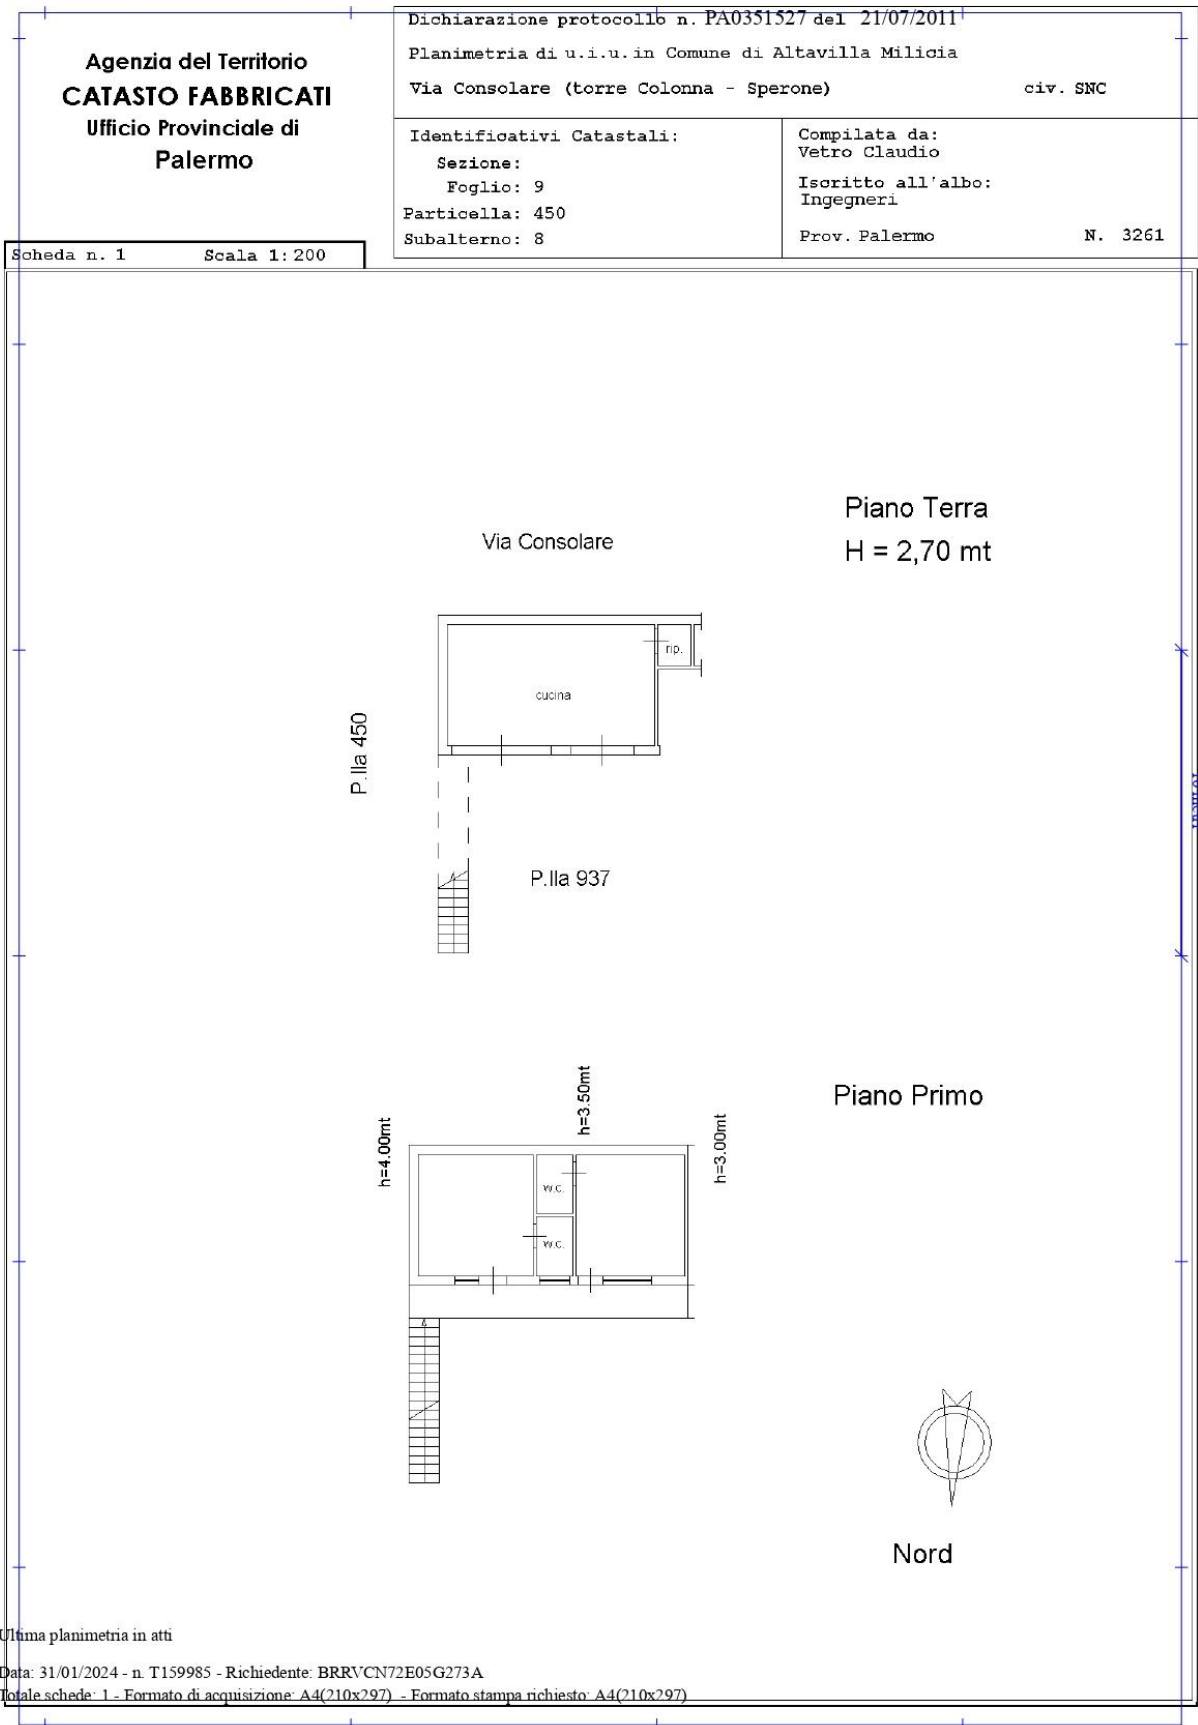 Agenzia del Territorio
CATASTO FABBRICATI
Ufficio Provinciale di
Palermo
Dichiarazione protocollo n. PA0351527 del 21/07/2011
Planimetria di u.i.u. in Comune di Altavilla Milicia
Via Consolare (torre Colonna - Sperone) civ. SNC
Identificativi Catastali:
Sezione:
Foglio: 9
Particella: 450
Subalterno: 8
Compilata da:
Vetro Claudio
Iscritto all'albo:
Ingegneri
Prov. Palermo N. 3261
Scheda n. 1 Scala 1:200
Piano Terra
H = 2,70 mt
Via Consolare
rip.
cucina
P.lla 450
P.lla 937
Piano Primo
h=4.00mt
h=3.50mt
h=3.00mt
w.c.
w.c.
Nord
Ultima planimetria in atti
Data: 31/01/2024 - n. T159985 - Richiedente: BRRVCN72E05G273A
Totale schede: 1 - Formato di acquisizione: A4(210x297) - Formato stampa richiesto: A4(210x297)